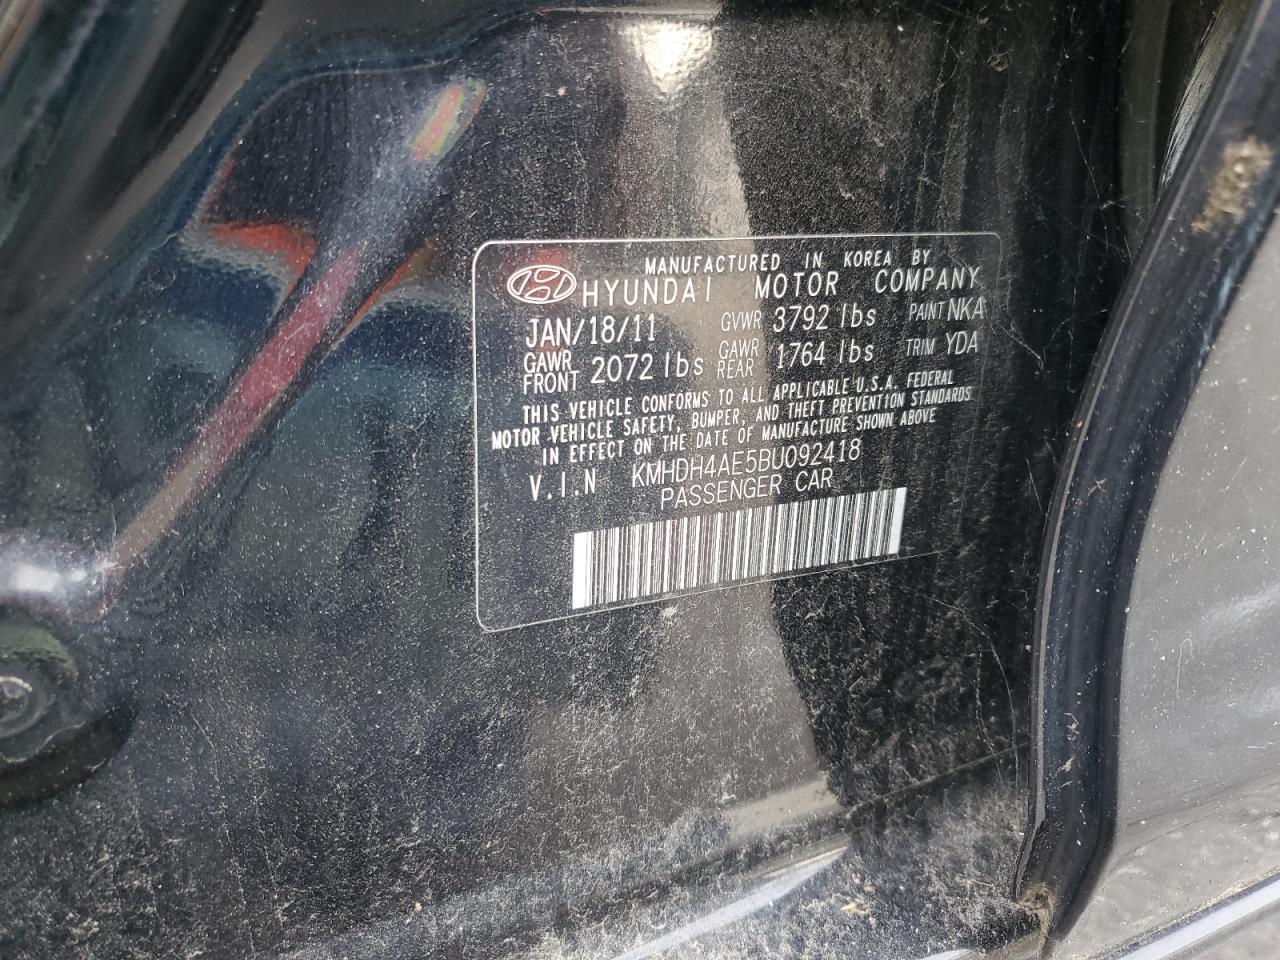 MANUFACTURED IN KOREA BY
HYUNDAI MOTOR COMPANY
JAN/18/11 GVWR 3792 lbs PAINT NKA
GAWR FRONT 2072 lbs GAWR REAR 1764 lbs TRIM YDA
THIS VEHICLE CONFORMS TO ALL APPLICABLE U.S.A. FEDERAL
MOTOR VEHICLE SAFETY, BUMPER, AND THEFT PREVENTION STANDARDS
IN EFFECT ON THE DATE OF MANUFACTURE SHOWN ABOVE
V.I.N KMHDH4AE5BU092418
PASSENGER CAR